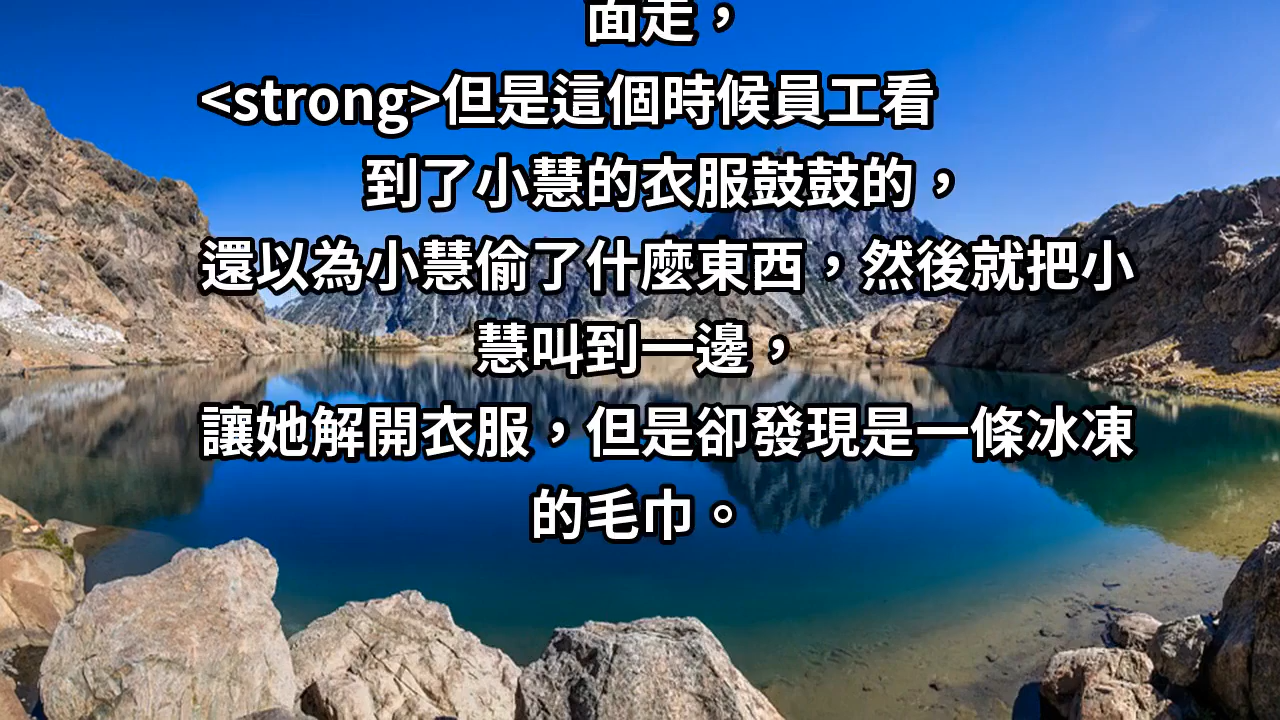 面走，
<strong>但是這個時候員工看
到了小慧的衣服鼓鼓的，
還以為小慧偷了什麼東西，然後就把小
慧叫到一邊，
讓她解開衣服，但是卻發現是一條冰凍
的毛巾。